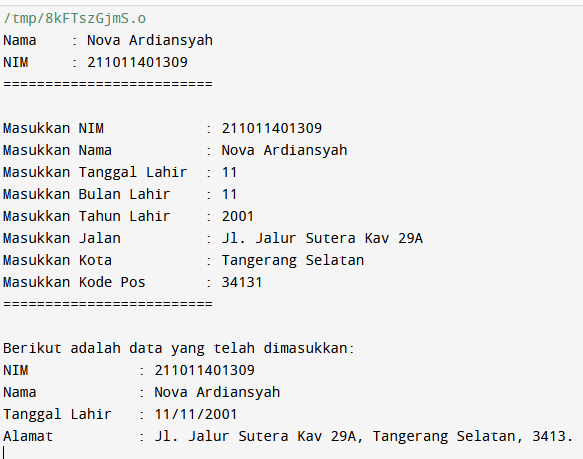 /tmp/8kFTszGjmS.o
Nama    : Nova Ardiansyah
NIM     : 211011401309
=========================
Masukkan NIM            : 211011401309
Masukkan Nama           : Nova Ardiansyah
Masukkan Tanggal Lahir  : 11
Masukkan Bulan Lahir    : 11
Masukkan Tahun Lahir    : 2001
Masukkan Jalan          : Jl. Jalur Sutera Kav 29A
Masukkan Kota           : Tangerang Selatan
Masukkan Kode Pos       : 34131
=========================
Berikut adalah data yang telah dimasukkan:
NIM             : 211011401309
Nama            : Nova Ardiansyah
Tanggal Lahir   : 11/11/2001
Alamat          : Jl. Jalur Sutera Kav 29A, Tangerang Selatan, 3413.